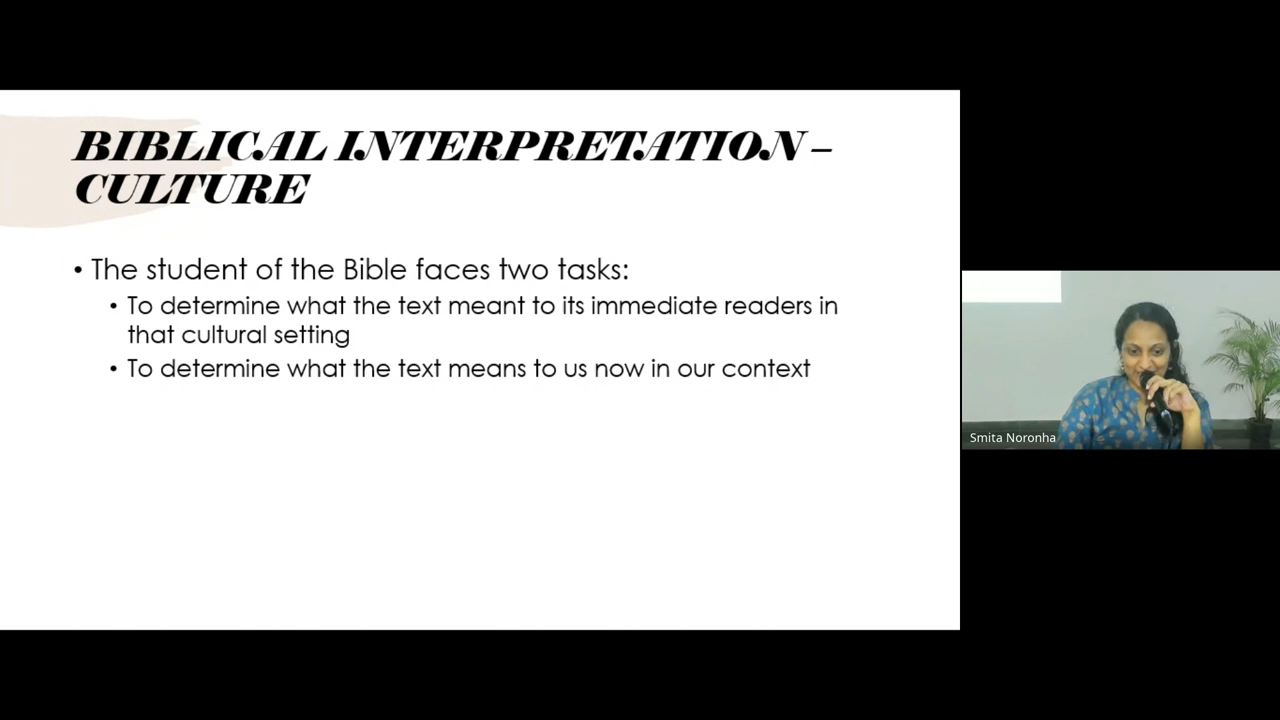 BIBLICAL INTERPRETATION –
CULTURE
• The student of the Bible faces two tasks:
• To determine what the text meant to its immediate readers in
that cultural setting
• To determine what the text means to us now in our context
Smita Noronha